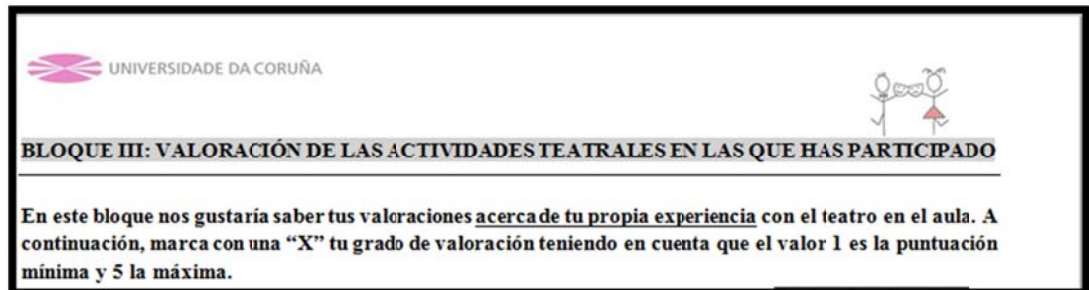 UNIVERSIDADE DA CORUÑA
BLOQUE III: VALORACIÓN DE LAS ACTIVIDADES TEATRALES EN LAS QUE HAS PARTICIPADO
En este bloque nos gustaría saber tus valoraciones acerca de tu propia experiencia con el teatro en el aula. A
continuación, marca con una “X” tu grado de valoración teniendo en cuenta que el valor 1 es la puntuación
mínima y 5 la máxima.